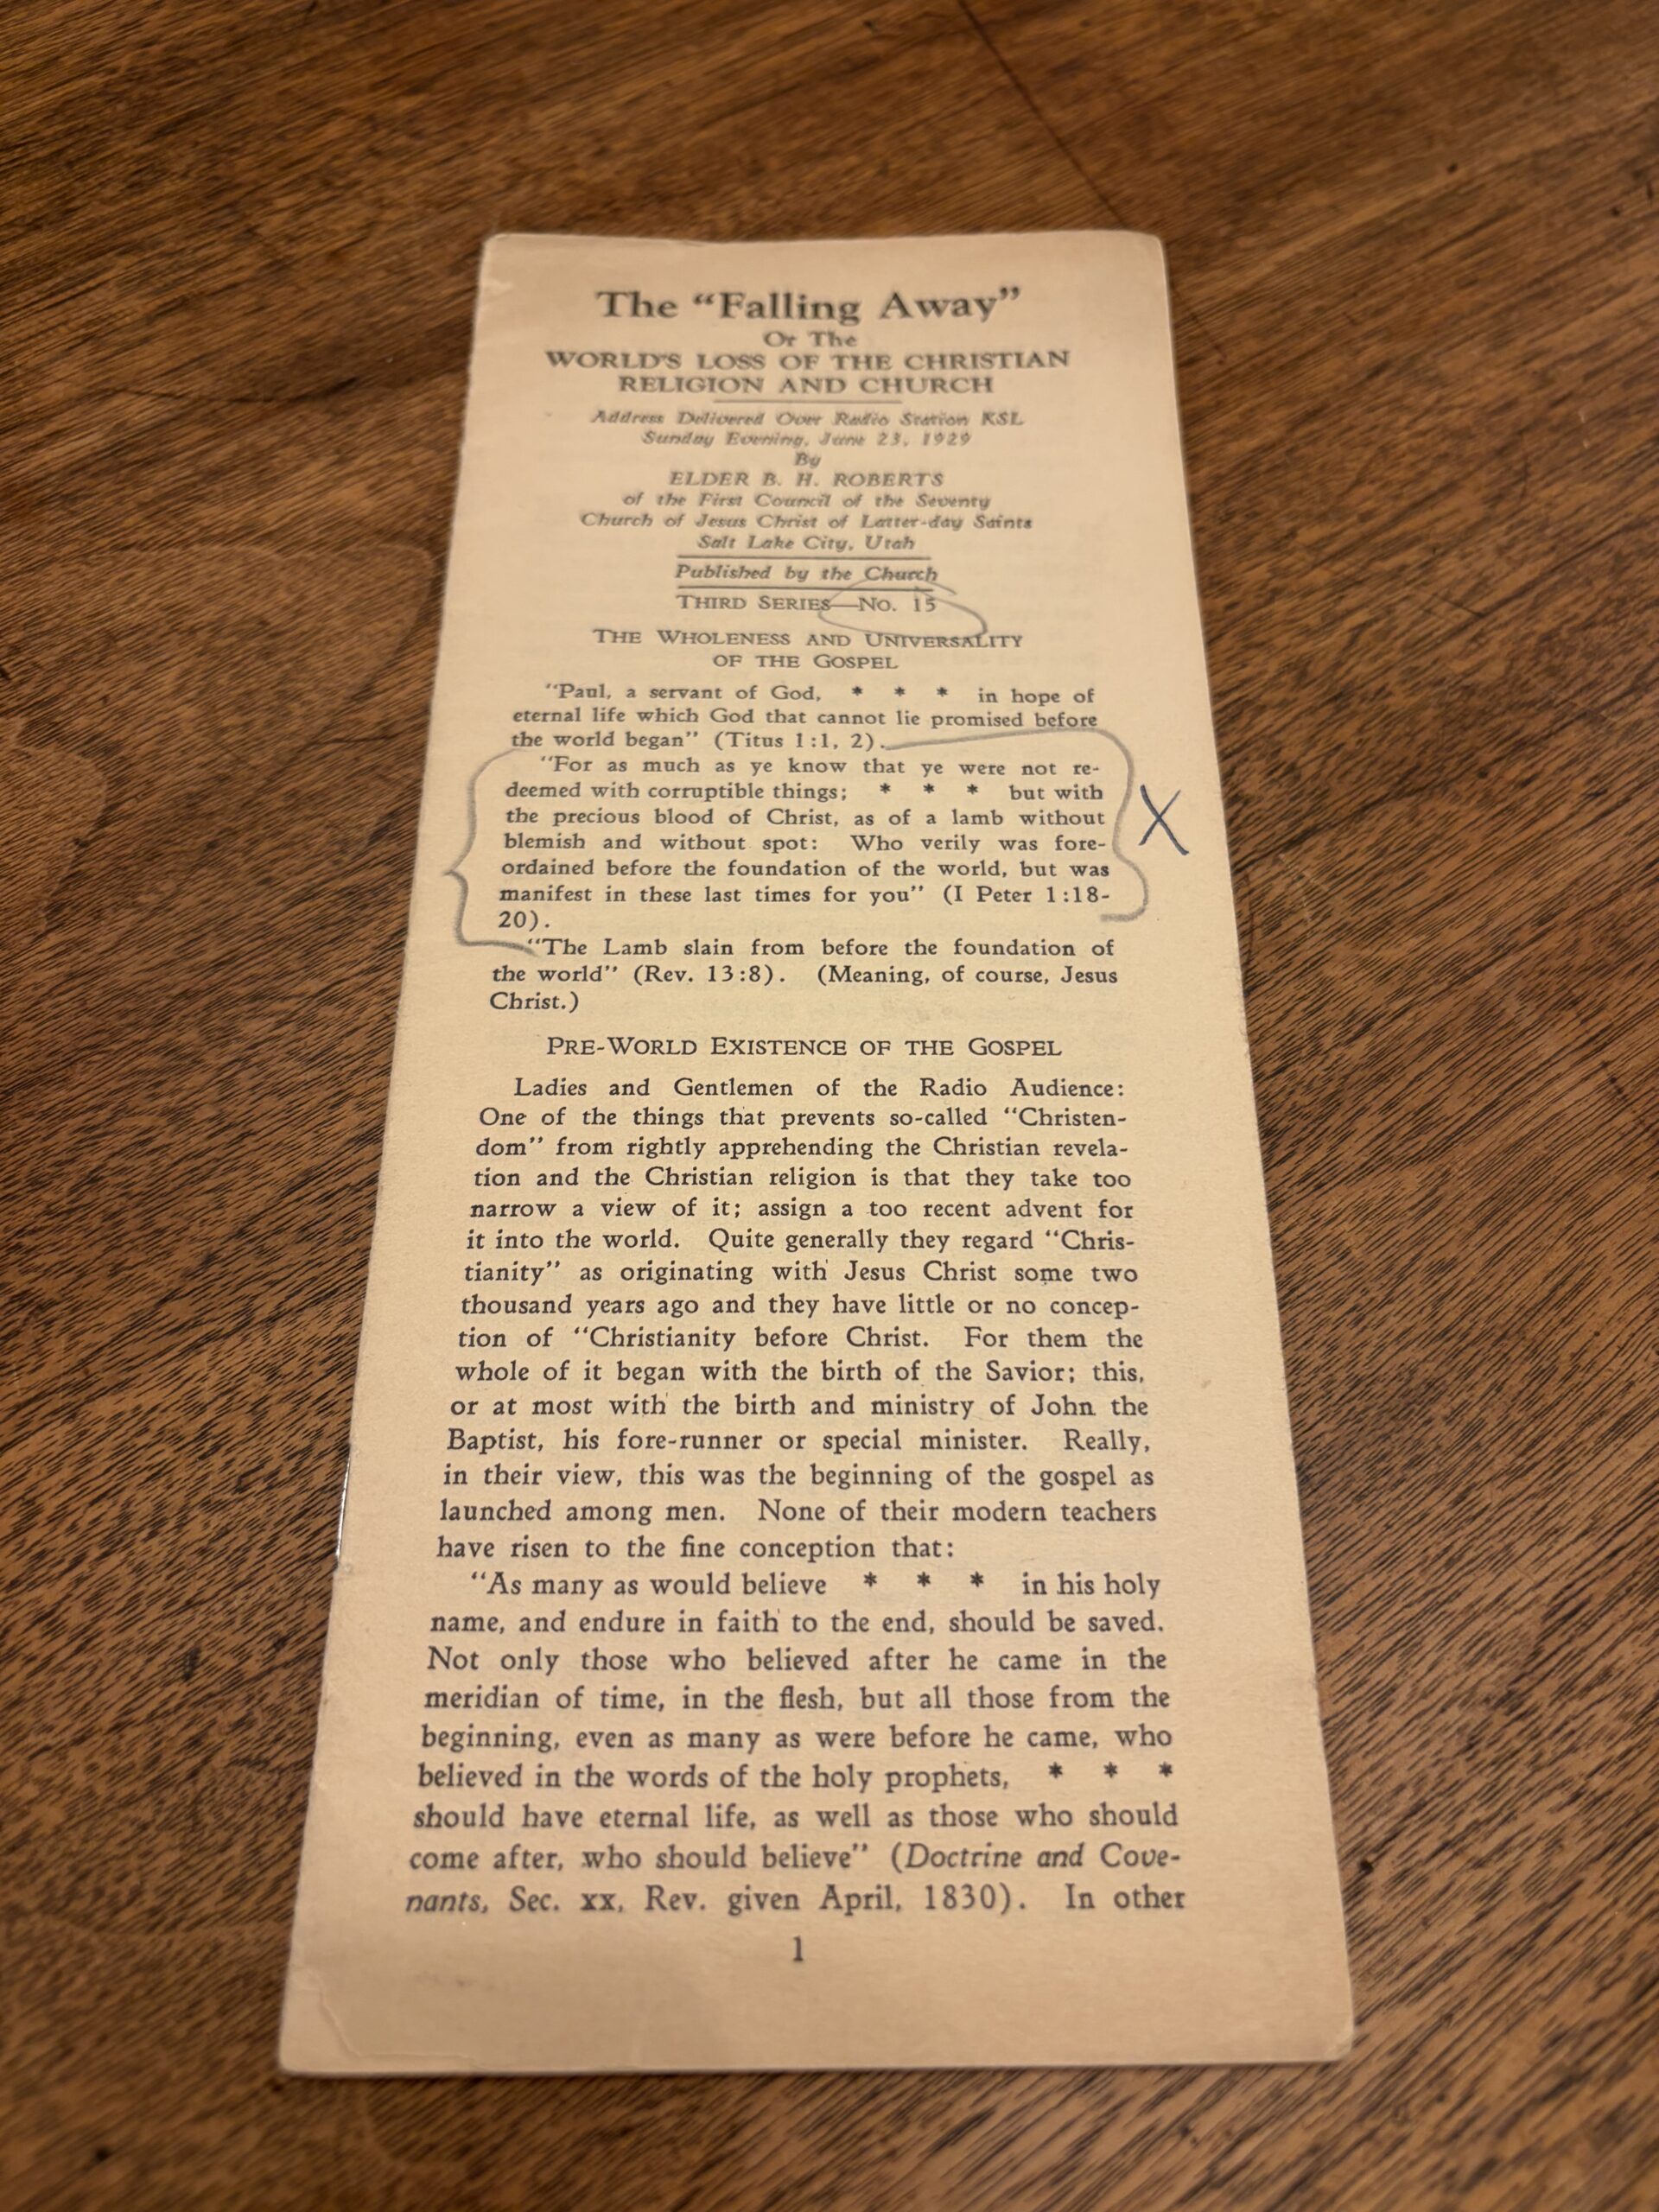 The “Falling Away”
Or The
WORLD'S LOSS OF THE CHRISTIAN
RELIGION AND CHURCH
Address Delivered Over Radio Station KSL
Sunday Evening, June 23, 1929
By
ELDER B. H. ROBERTS
of the First Council of the Seventy
Church of Jesus Christ of Latter-day Saints
Salt Lake City, Utah
Published by the Church
THIRD SERIES—NO. 15
THE WHOLENESS AND UNIVERSALITY
OF THE GOSPEL
“Paul, a servant of God, * * * in hope of
eternal life which God that cannot lie promised before
the world began” (Titus 1:1, 2).
“For as much as ye know that ye were not re-
deemed with corruptible things; * * * but with
the precious blood of Christ, as of a lamb without
blemish and without spot: Who verily was fore-
ordained before the foundation of the world, but was
manifest in these last times for you” (I Peter 1:18-
20).
X
“The Lamb slain from before the foundation of
the world” (Rev. 13:8). (Meaning, of course, Jesus
Christ.)
PRE-WORLD EXISTENCE OF THE GOSPEL
Ladies and Gentlemen of the Radio Audience:
One of the things that prevents so-called “Christen-
dom” from rightly apprehending the Christian revela-
tion and the Christian religion is that they take too
narrow a view of it; assign a too recent advent for
it into the world. Quite generally they regard “Chris-
tianity” as originating with Jesus Christ some two
thousand years ago and they have little or no concep-
tion of “Christianity before Christ. For them the
whole of it began with the birth of the Savior; this,
or at most with the birth and ministry of John the
Baptist, his fore-runner or special minister. Really,
in their view, this was the beginning of the gospel as
launched among men. None of their modern teachers
have risen to the fine conception that:
“As many as would believe * * * in his holy
name, and endure in faith to the end, should be saved.
Not only those who believed after he came in the
meridian of time, in the flesh, but all those from the
beginning, even as many as were before he came, who
believed in the words of the holy prophets, * * *
should have eternal life, as well as those who should
come after, who should believe” (Doctrine and Cove-
nants, Sec. xx, Rev. given April, 1830). In other
1